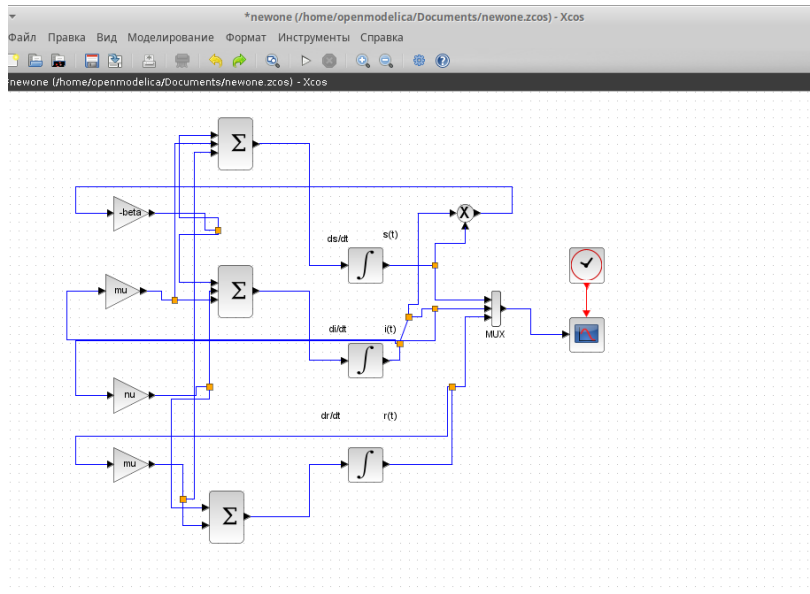 *newone (/home/openmodelica/Documents/newone.zcos) - Xcos
Файл Правка Вид Моделирование Формат Инструменты Справка
newone (/home/openmodelica/Documents/newone.zcos) - Xcos
Σ
-beta
X
ds/dt s(t)
∫
mu
Σ
MUX
di/dt i(t)
∫
nu
dr/dt r(t)
mu
∫
Σ